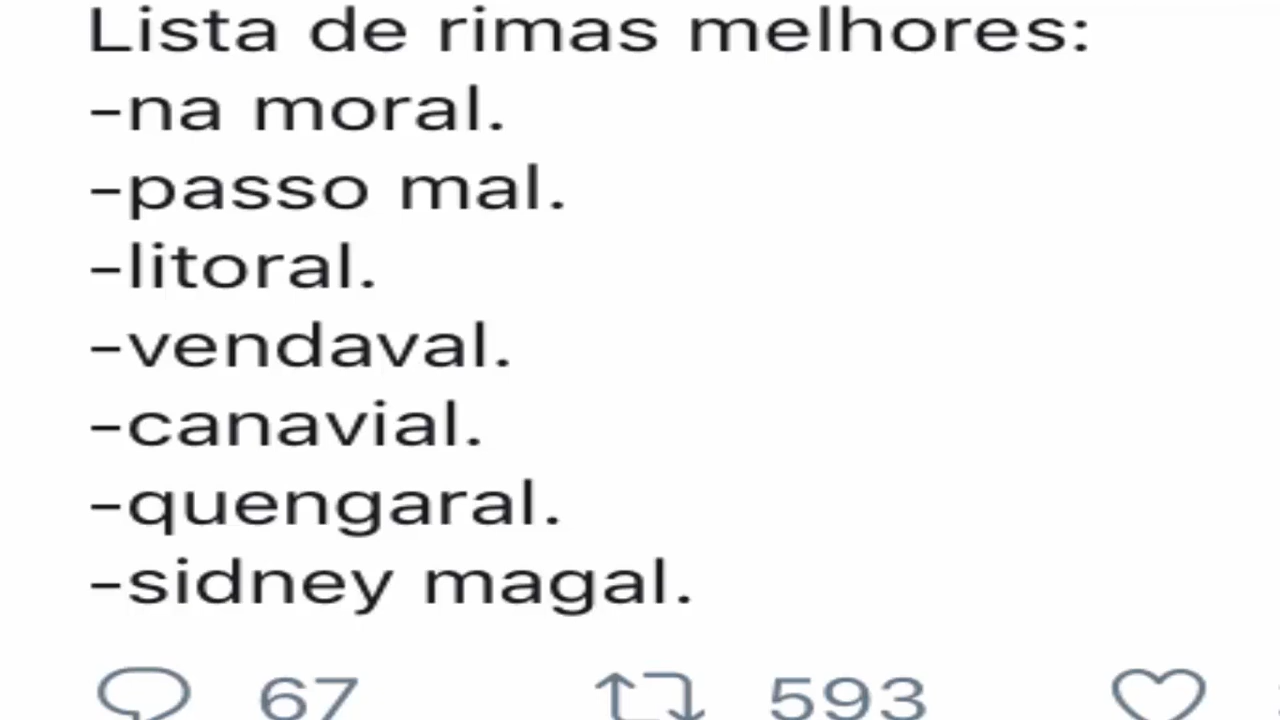 Lista de rimas melhores:
-na moral.
-passo mal.
-litoral.
-vendaval.
-canavial.
-quengaral.
-sidney magal.
67 593